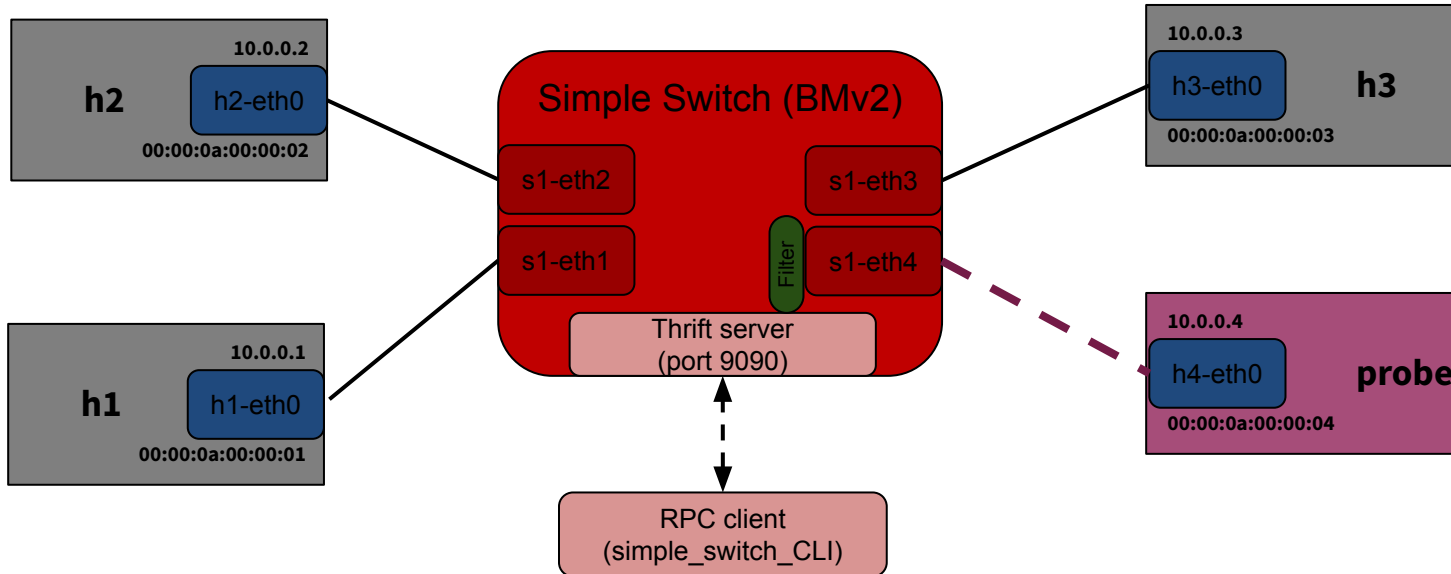 10.0.0.2
h2
h2-eth0
00:00:0a:00:00:02
10.0.0.1
h1
h1-eth0
00:00:0a:00:00:01
Simple Switch (BMv2)
s1-eth2
s1-eth3
s1-eth1
Filter
s1-eth4
Thrift server
(port 9090)
RPC client
(simple_switch_CLI)
10.0.0.3
h3-eth0
h3
00:00:0a:00:00:03
10.0.0.4
h4-eth0
probe
00:00:0a:00:00:04